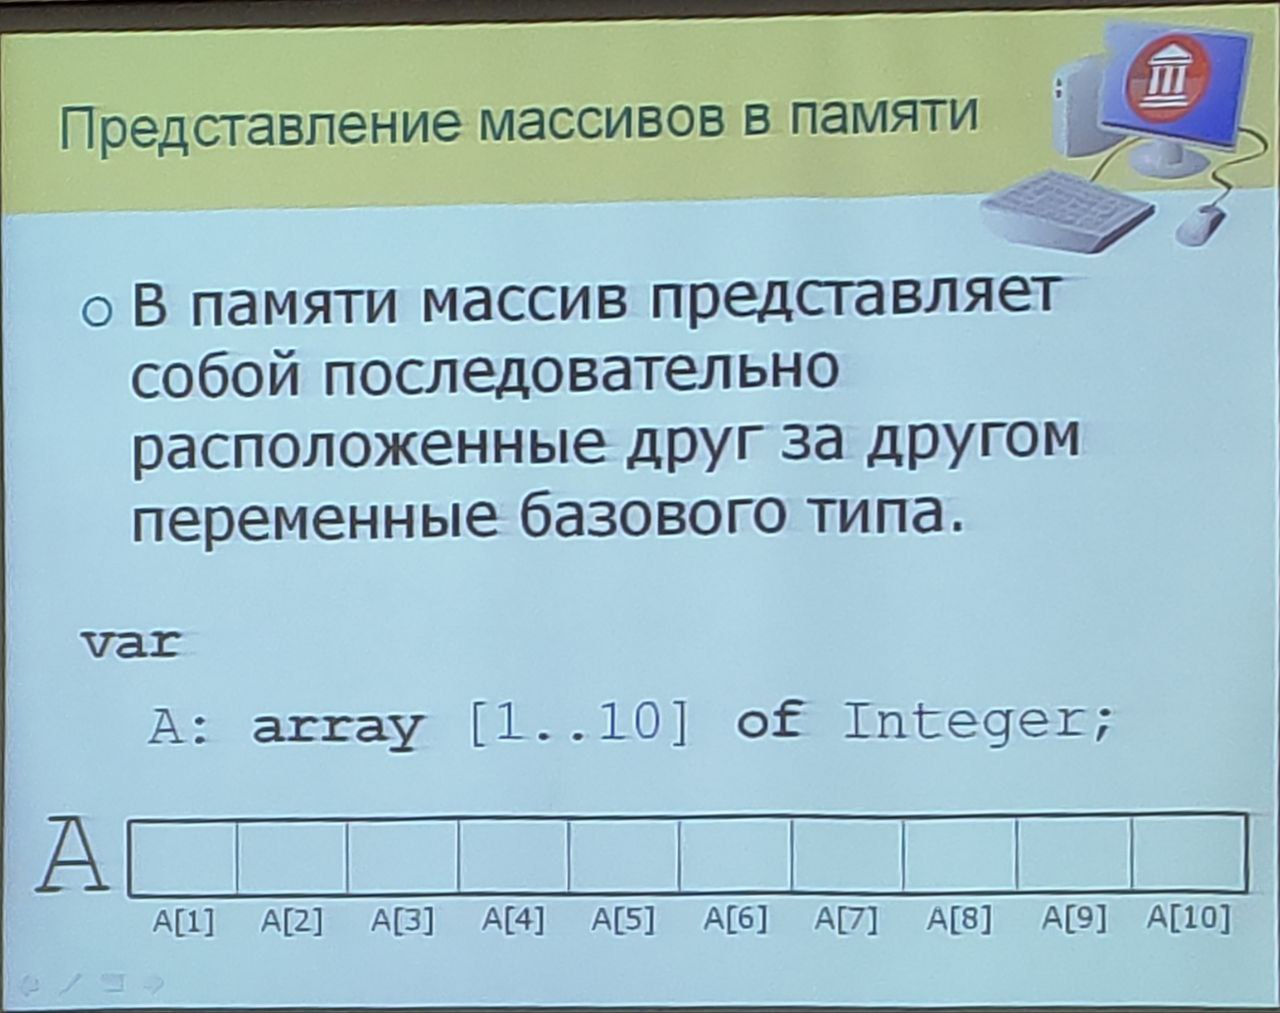 Представление массивов в памяти
В памяти массив представляет
собой последовательно
расположенные друг за другом
переменные базового типа.
var
A: array [1..10] of Integer;
A
A[1] A[2] A[3] A[4] A[5] A[6] A[7] A[8] A[9] A[10]